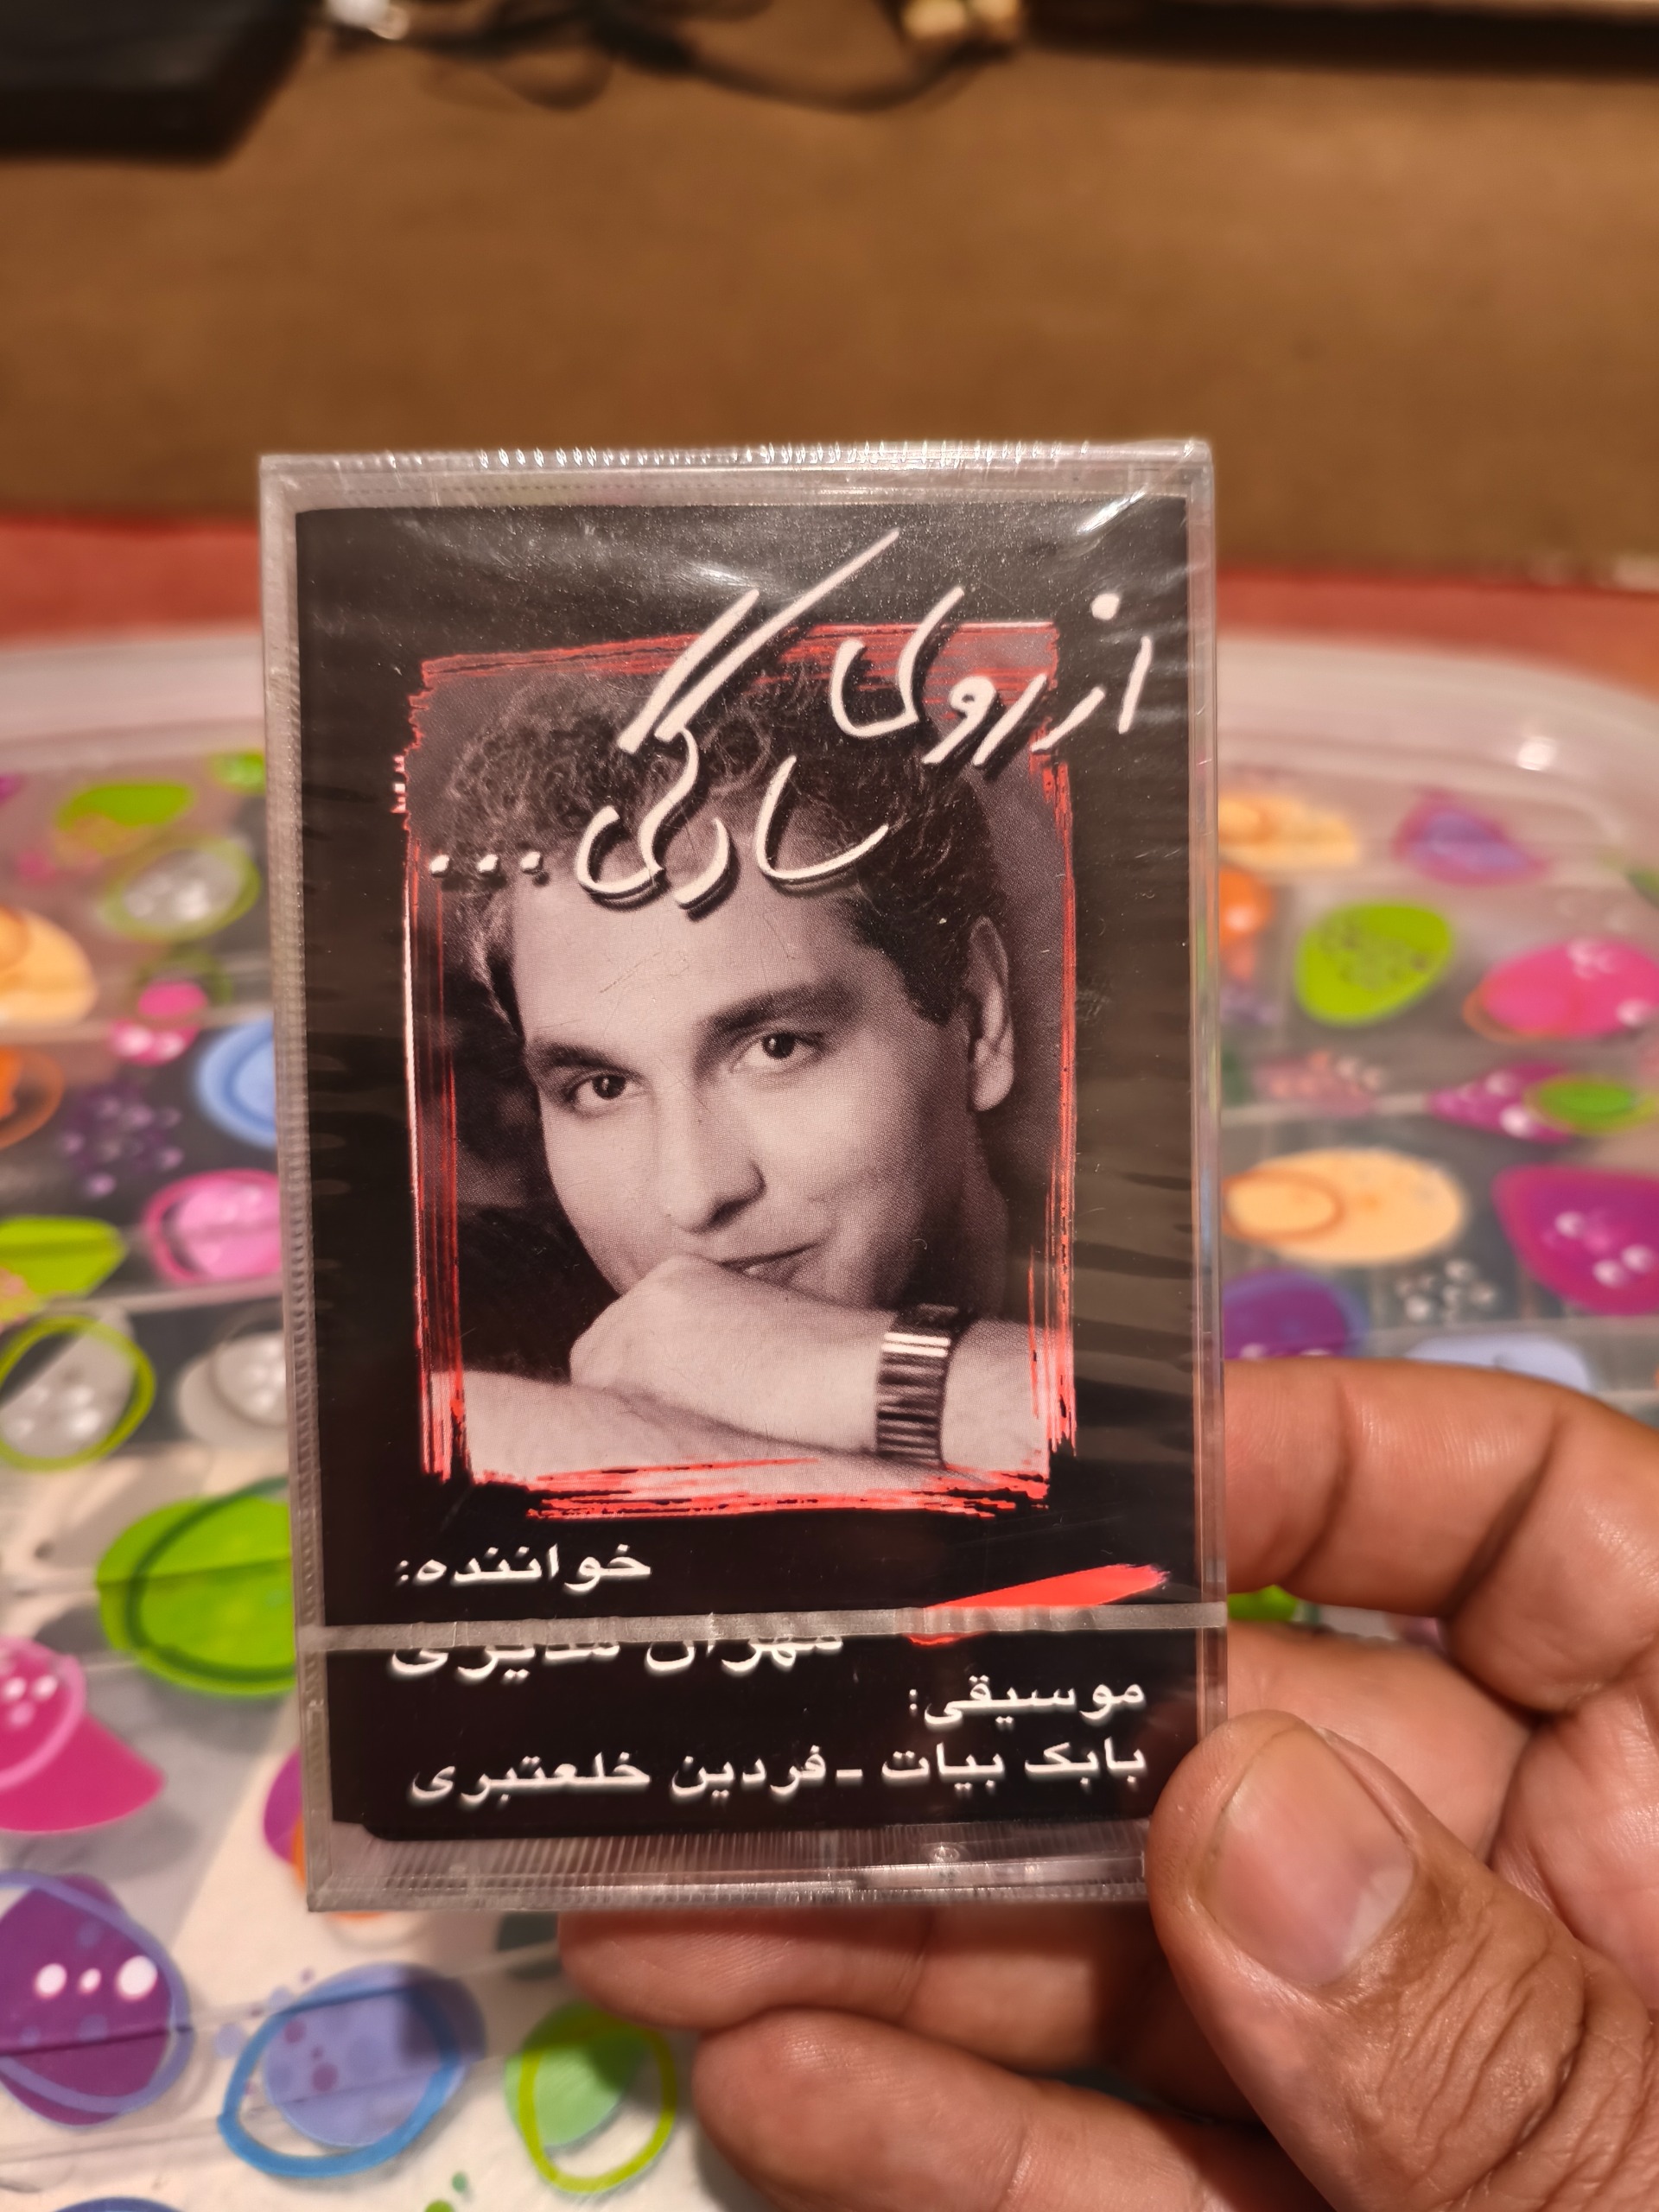 از روی
سادگی ...
خواننده:
مهران مدیری
موسیقی:
بابک بیات - فردین خلعتبری